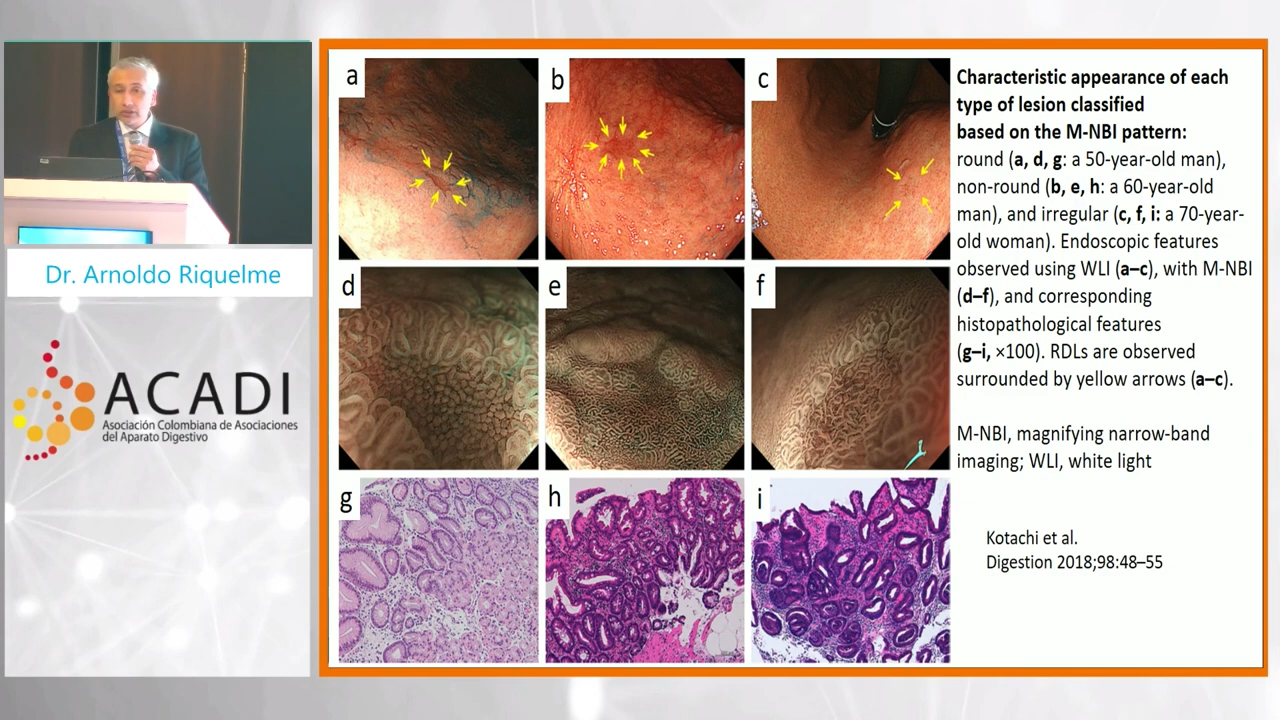 Dr. Arnoldo Riquelme
ACADI
Asociación Colombiana de Asociaciones
del Aparato Digestivo
a
b
c
d
e
f
g
h
i
Characteristic appearance of each
type of lesion classified
based on the M-NBI pattern:
round (a, d, g: a 50-year-old man),
non-round (b, e, h: a 60-year-old
man), and irregular (c, f, i: a 70-year-
old woman). Endoscopic features
observed using WLI (a–c), with M-NBI
(d–f), and corresponding
histopathological features
(g–i, ×100). RDLs are observed
surrounded by yellow arrows (a–c).
M-NBI, magnifying narrow-band
imaging; WLI, white light
Kotachi et al.
Digestion 2018;98:48–55